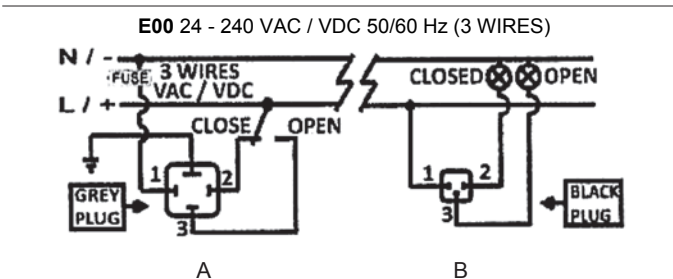 E00 24 - 240 VAC / VDC 50/60 Hz (3 WIRES)
N / -
FUSE 3 WIRES
VAC / VDC
CLOSED OPEN
L / +
CLOSE OPEN
1 2
3
GREY
PLUG
1 2
3
BLACK
PLUG
A B